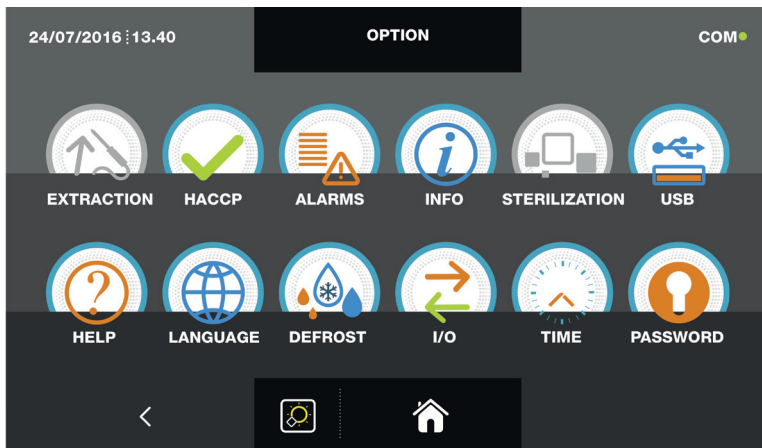 24/07/2016 13.40 OPTION COM
EXTRACTION HACCP ALARMS INFO STERILIZATION USB
HELP LANGUAGE DEFROST I/O TIME PASSWORD